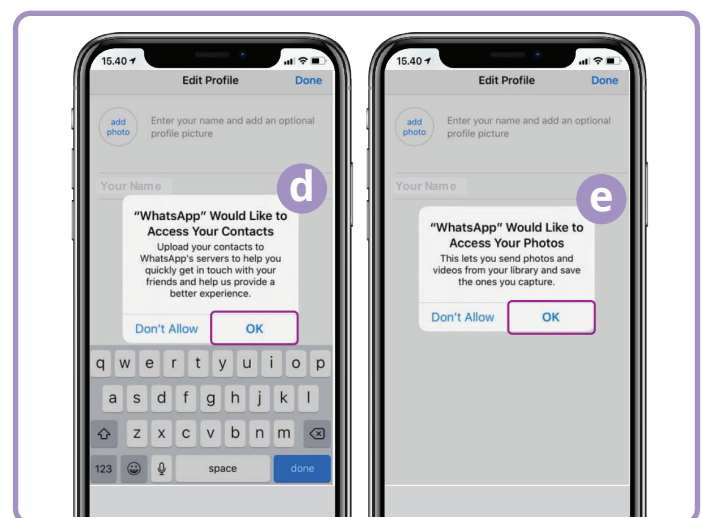 15.40
Edit Profile
Done
add
photo
Enter your name and add an optional
profile picture
Your Name
d
“WhatsApp” Would Like to
Access Your Contacts
Upload your contacts to
WhatsApp's servers to help you
quickly get in touch with your
friends and help us provide a
better experience.
Don't Allow
OK
q w e r t y u i o p
a s d f g h j k l
z x c v b n m
123
space
done
15.40
Edit Profile
Done
add
photo
Enter your name and add an optional
profile picture
Your Name
e
"WhatsApp" Would Like to
Access Your Photos
This lets you send photos and
videos from your library and save
the ones you capture.
Don't Allow
OK